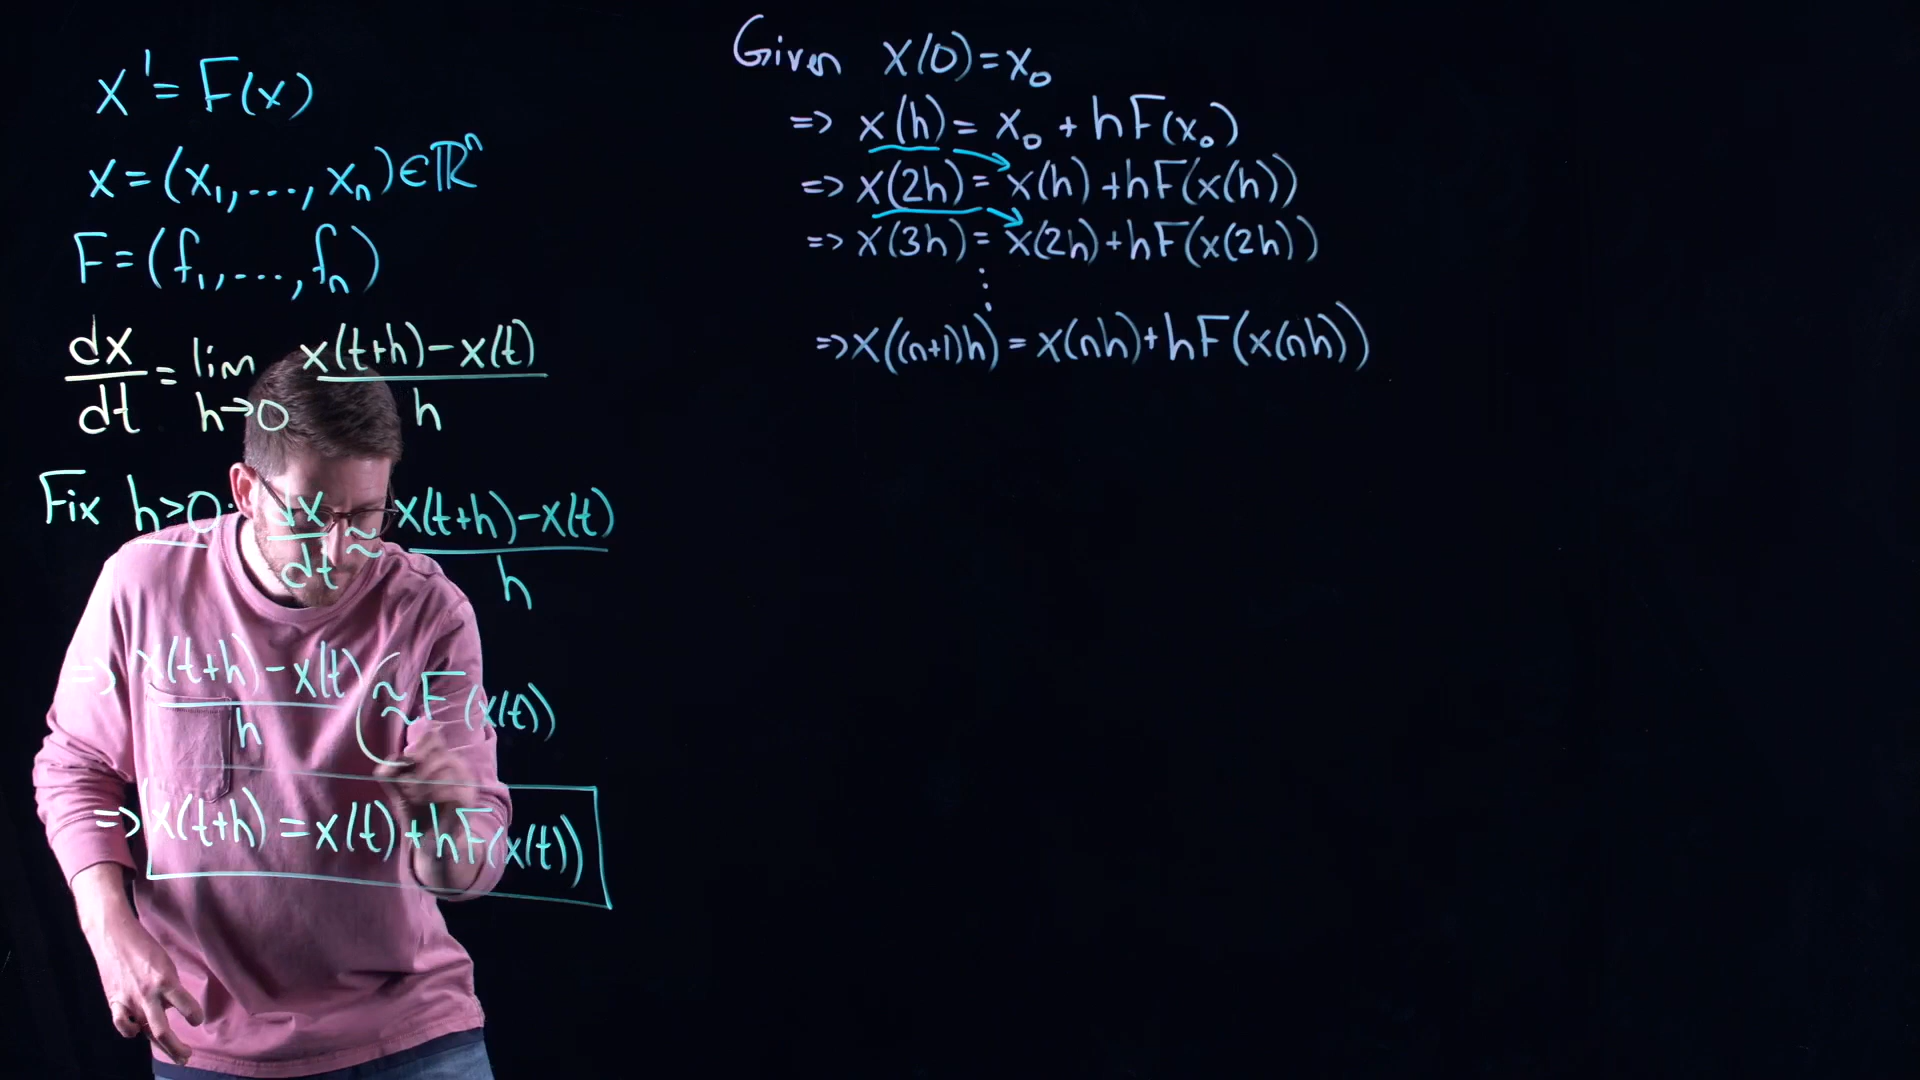 x' = F(x)
x = (x₁, ..., xₙ) ∈ ℝⁿ
F = (f₁, ..., fₙ)
dx/dt = lim h→0 (x(t+h) - x(t))/h
Fix h>0: dx/dt ≈ (x(t+h) - x(t))/h
=> (x(t+h) - x(t))/h ≈ F(x(t))
=> x(t+h) = x(t) + hF(x(t))
Given x(0) = x₀
=> x(h) = x₀ + hF(x₀)
=> x(2h) = x(h) + hF(x(h))
=> x(3h) = x(2h) + hF(x(2h))
⋮
=> x((n+1)h) = x(nh) + hF(x(nh))